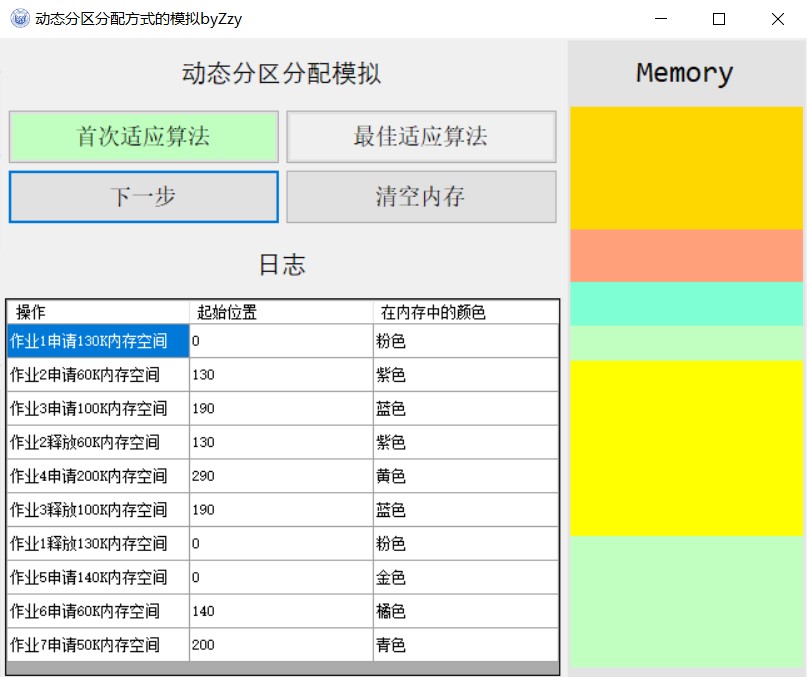 动态分区分配方式的模拟byZzy
动态分区分配模拟
Memory
首次适应算法 最佳适应算法
下一步 清空内存
日志
操作 起始位置 在内存中的颜色
作业1申请130K内存空间 0 粉色
作业2申请60K内存空间 130 紫色
作业3申请100K内存空间 190 蓝色
作业2释放60K内存空间 130 紫色
作业4申请200K内存空间 290 黄色
作业3释放100K内存空间 190 蓝色
作业1释放130K内存空间 0 粉色
作业5申请140K内存空间 0 金色
作业6申请60K内存空间 140 橘色
作业7申请50K内存空间 200 青色